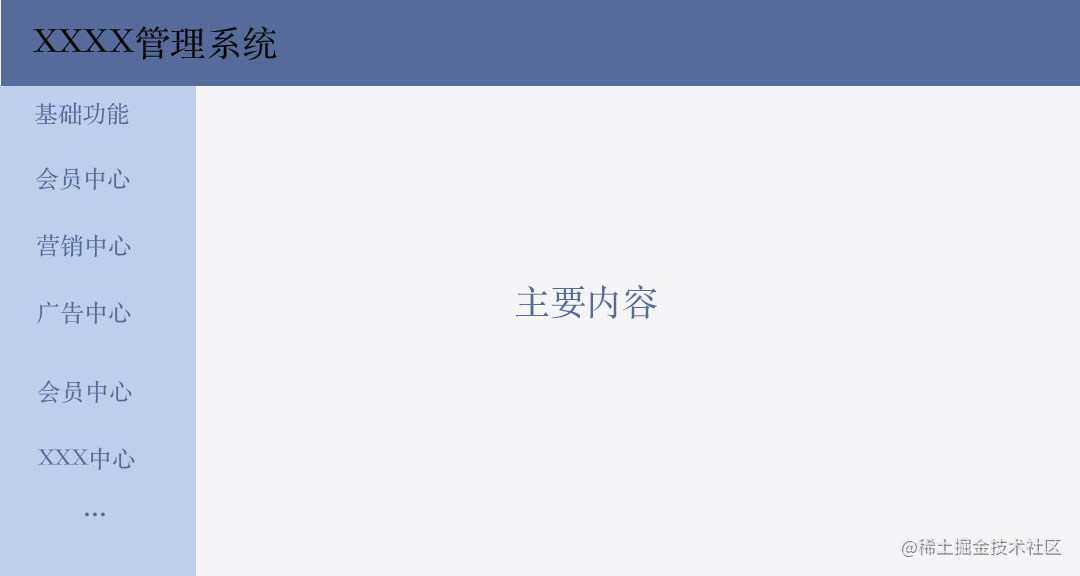 XXXX管理系统
基础功能
会员中心
营销中心
广告中心
会员中心
XXX中心
...
主要内容
@稀土掘金技术社区